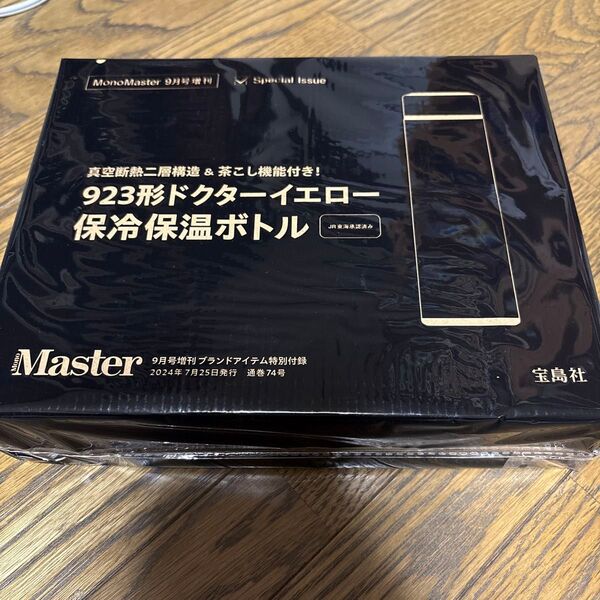 MonoMaster 9月号増刊
Special Issue
真空断熱二層構造 & 茶こし機能付き!
923形ドクターイエロー
保冷保温ボトル
JR東海承認済み
Mono Master
9月号増刊 ブランドアイテム特別付録
2024年7月25日発行 通巻74号
宝島社